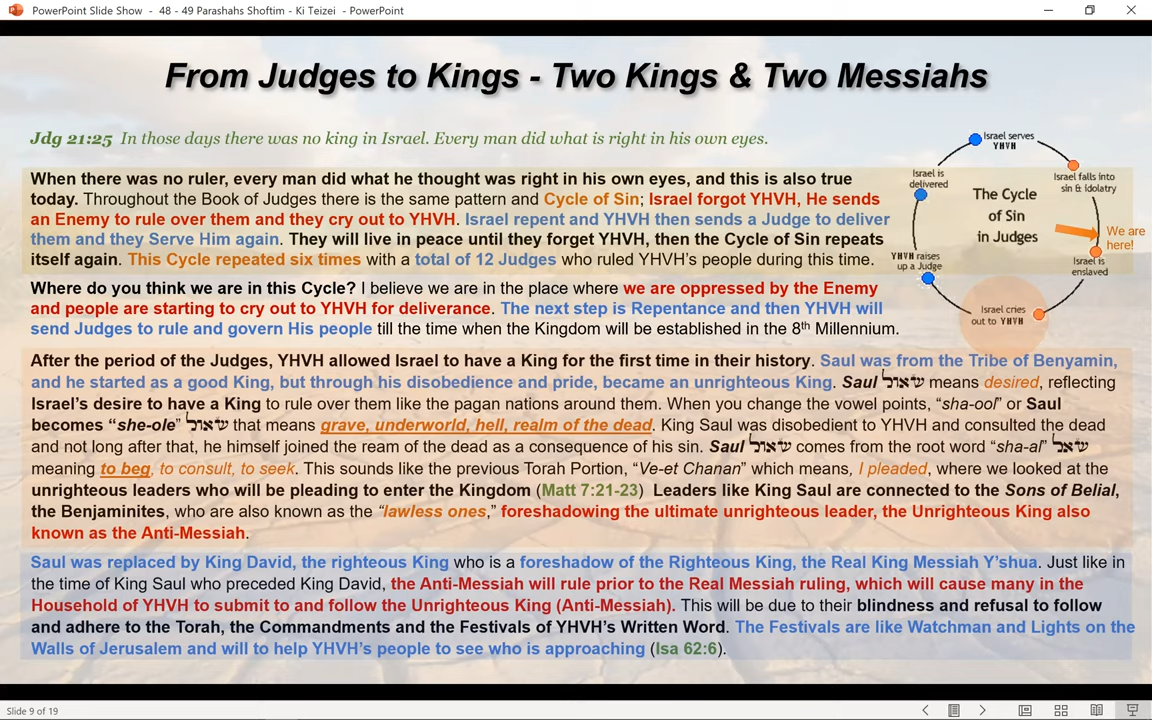 PowerPoint Slide Show - 48 - 49 Parashahs Shoftim - Ki Teizei - PowerPoint
From Judges to Kings - Two Kings & Two Messiahs
Jdg 21:25 In those days there was no king in Israel. Every man did what is right in his own eyes.
When there was no ruler, every man did what he thought was right in his own eyes, and this is also true
today. Throughout the Book of Judges there is the same pattern and Cycle of Sin; Israel forgot YHVH, He sends
an Enemy to rule over them and they cry out to YHVH. Israel repent and YHVH then sends a Judge to deliver
them and they Serve Him again. They will live in peace until they forget YHVH, then the Cycle of Sin repeats
itself again. This Cycle repeated six times with a total of 12 Judges who ruled YHVH's people during this time.
Israel serves
YHVH
Israel falls into
sin & idolatry
We are
here!
Israel is
enslaved
Israel cries
out to YHVH
YHVH raises
up a Judge
Israel is
delivered
The Cycle
of Sin
in Judges
Where do you think we are in this Cycle? I believe we are in the place where we are oppressed by the Enemy
and people are starting to cry out to YHVH for deliverance. The next step is Repentance and then YHVH will
send Judges to rule and govern His people till the time when the Kingdom will be established in the 8th Millennium.
After the period of the Judges, YHVH allowed Israel to have a King for the first time in their history. Saul was from the Tribe of Benyamin,
and he started as a good King, but through his disobedience and pride, became an unrighteous King. Saul שׁאוּל means desired, reflecting
Israel's desire to have a King to rule over them like the pagan nations around them. When you change the vowel points, "sha-ool" or Saul
becomes "she-ole" שׁאול that means grave, underworld, hell, realm of the dead. King Saul was disobedient to YHVH and consulted the dead
and not long after that, he himself joined the ream of the dead as a consequence of his sin. Saul שׁאוּל comes from the root word "sha-al" שׁאל
meaning to beg, to consult, to seek. This sounds like the previous Torah Portion, "Ve-et Chanan" which means, I pleaded, where we looked at the
unrighteous leaders who will be pleading to enter the Kingdom (Matt 7:21-23) Leaders like King Saul are connected to the Sons of Belial,
the Benjaminites, who are also known as the "lawless ones," foreshadowing the ultimate unrighteous leader, the Unrighteous King also
known as the Anti-Messiah.
Saul was replaced by King David, the righteous King who is a foreshadow of the Righteous King, the Real King Messiah Y'shua. Just like in
the time of King Saul who preceded King David, the Anti-Messiah will rule prior to the Real Messiah ruling, which will cause many in the
Household of YHVH to submit to and follow the Unrighteous King (Anti-Messiah). This will be due to their blindness and refusal to follow
and adhere to the Torah, the Commandments and the Festivals of YHVH's Written Word. The Festivals are like Watchman and Lights on the
Walls of Jerusalem and will to help YHVH's people to see who is approaching (Isa 62:6).
Slide 9 of 19